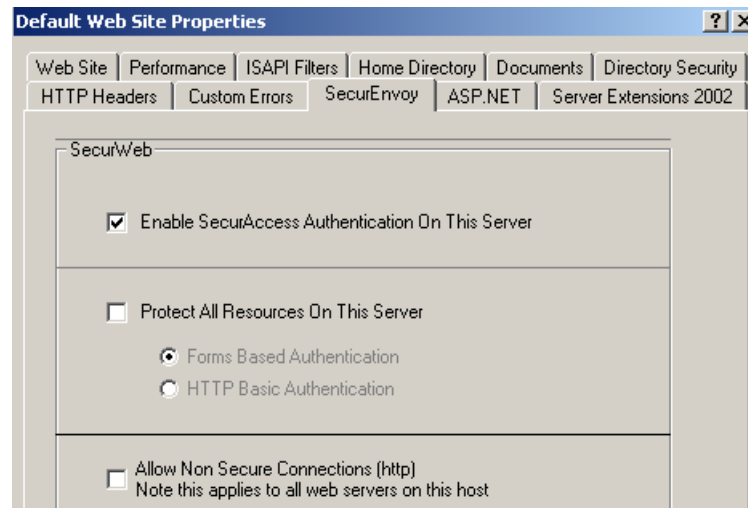 Default Web Site Properties
Web Site Performance ISAPI Filters Home Directory Documents Directory Security
HTTP Headers Custom Errors SecurEnvoy ASP.NET Server Extensions 2002
SecurWeb
Enable SecurAccess Authentication On This Server
Protect All Resources On This Server
Forms Based Authentication
HTTP Basic Authentication
Allow Non Secure Connections (http)
Note this applies to all web servers on this host